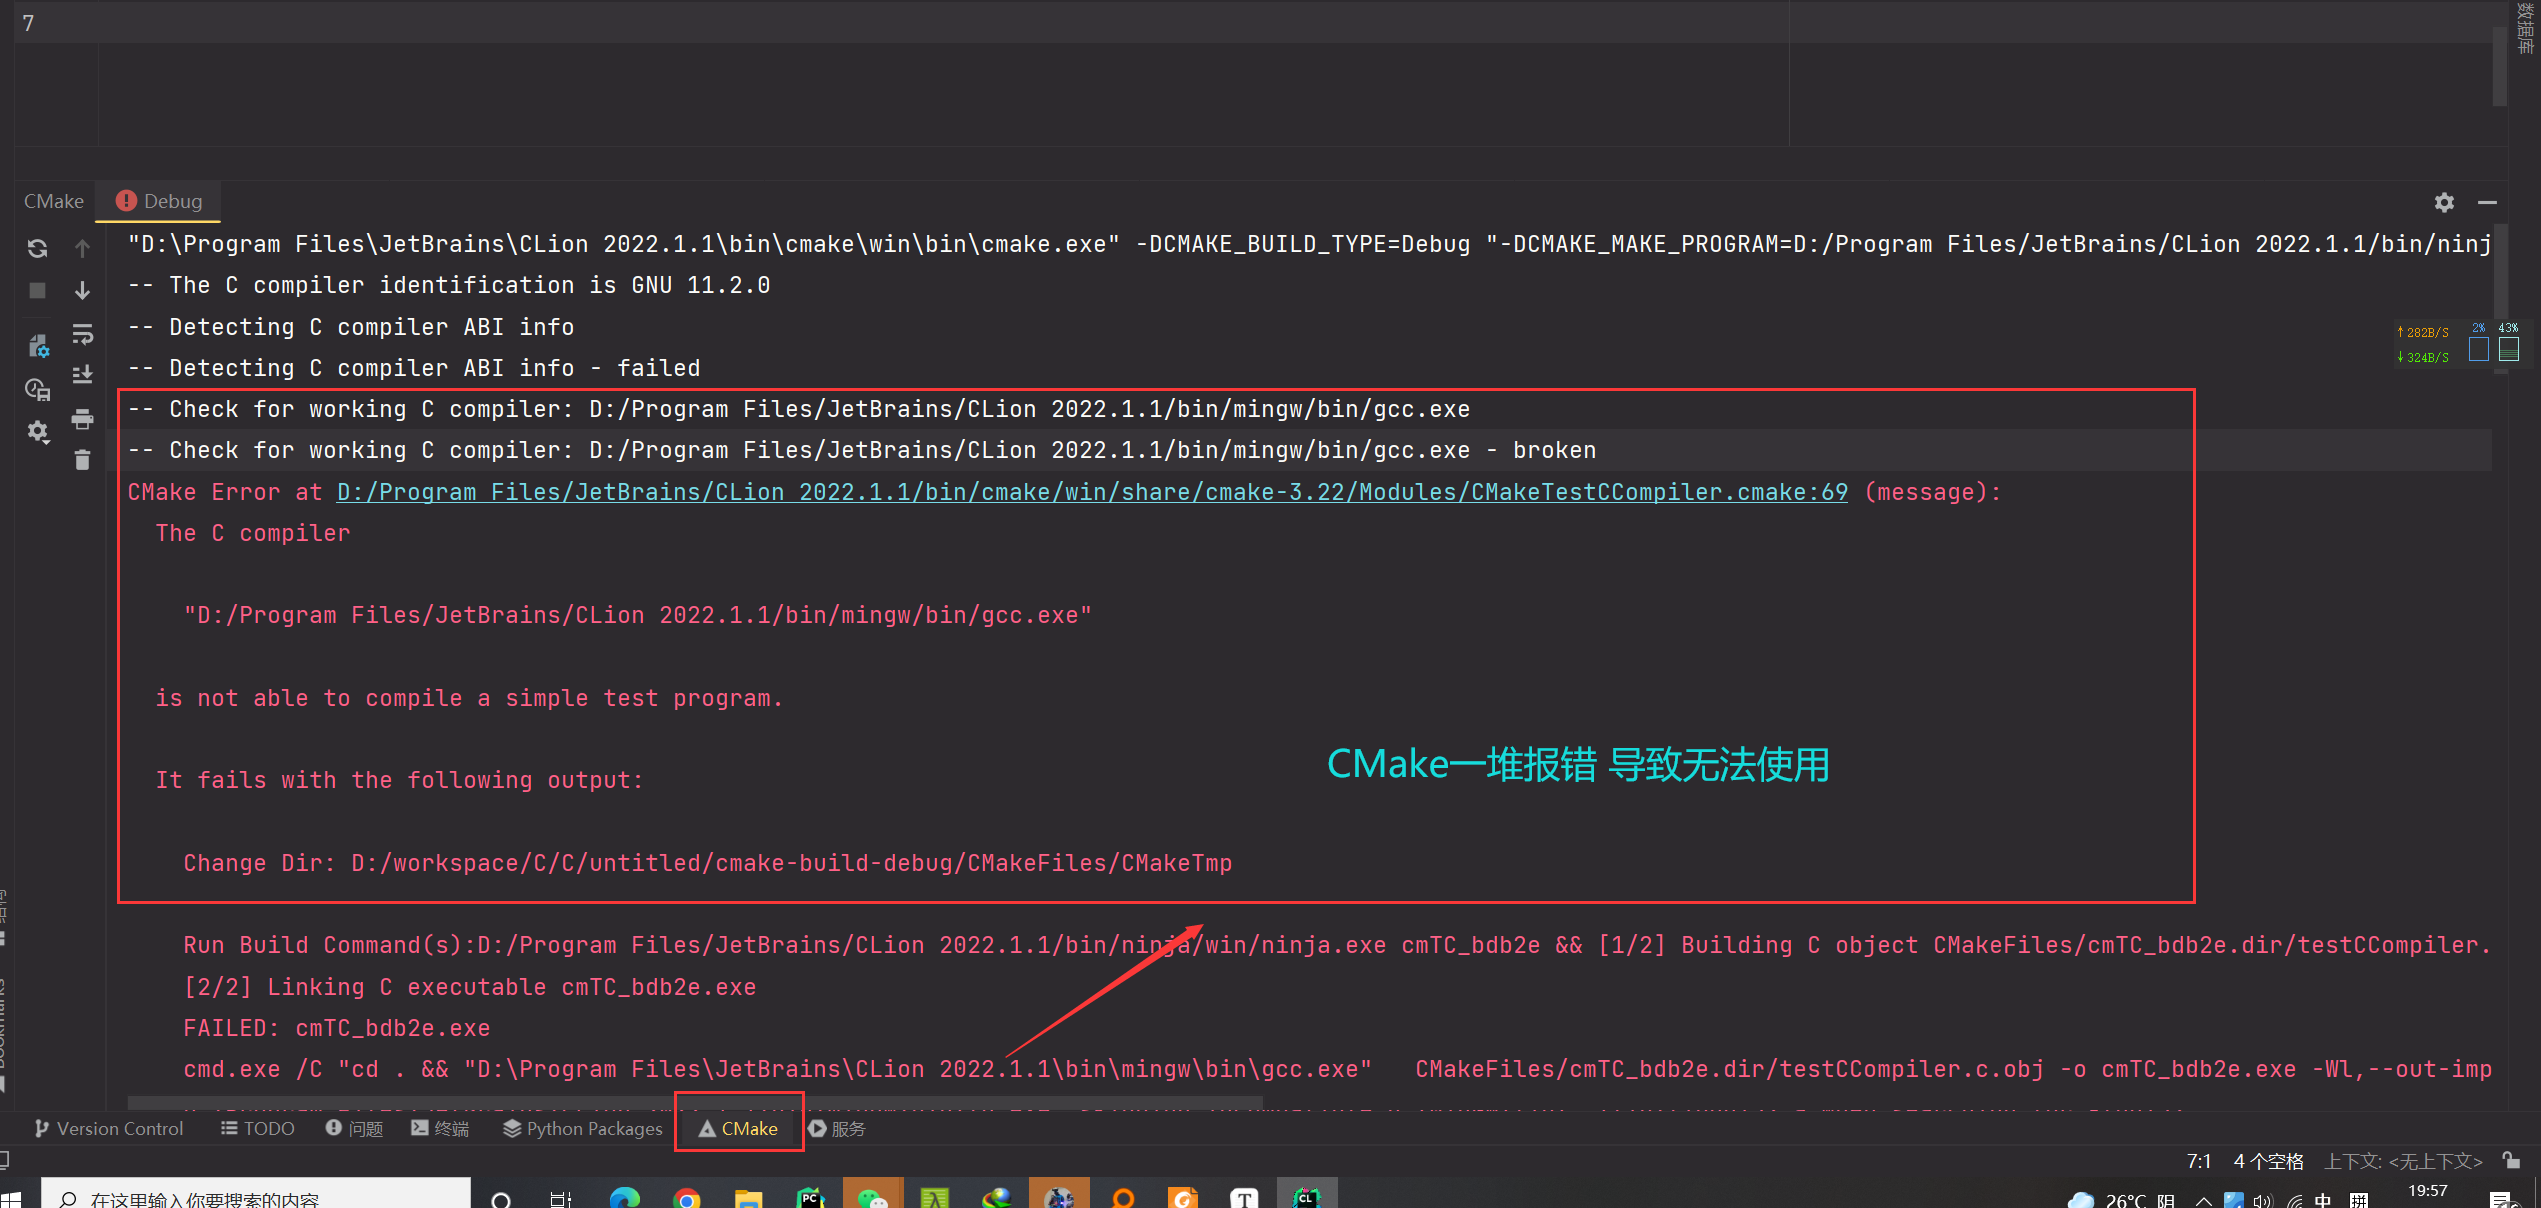 7
数据库
CMake
Debug
"D:\Program Files\JetBrains\CLion 2022.1.1\bin\cmake\win\bin\cmake.exe" -DCMAKE_BUILD_TYPE=Debug "-DCMAKE_MAKE_PROGRAM=D:/Program Files/JetBrains/CLion 2022.1.1/bin/ninj
-- The C compiler identification is GNU 11.2.0
-- Detecting C compiler ABI info
↑282B/S 2% 43%
↓324B/S
-- Detecting C compiler ABI info - failed
-- Check for working C compiler: D:/Program Files/JetBrains/CLion 2022.1.1/bin/mingw/bin/gcc.exe
-- Check for working C compiler: D:/Program Files/JetBrains/CLion 2022.1.1/bin/mingw/bin/gcc.exe - broken
CMake Error at D:/Program Files/JetBrains/CLion 2022.1.1/bin/cmake/win/share/cmake-3.22/Modules/CMakeTestCCompiler.cmake:69 (message):
The C compiler
"D:/Program Files/JetBrains/CLion 2022.1.1/bin/mingw/bin/gcc.exe"
is not able to compile a simple test program.
CMake一堆报错 导致无法使用
It fails with the following output:
Change Dir: D:/workspace/C/C/untitled/cmake-build-debug/CMakeFiles/CMakeTmp
Run Build Command(s):D:/Program Files/JetBrains/CLion 2022.1.1/bin/ninja/win/ninja.exe cmTC_bdb2e && [1/2] Building C object CMakeFiles/cmTC_bdb2e.dir/testCCompiler.
[2/2] Linking C executable cmTC_bdb2e.exe
FAILED: cmTC_bdb2e.exe
cmd.exe /C "cd . && "D:\Program Files\JetBrains\CLion 2022.1.1\bin\mingw\bin\gcc.exe"   CMakeFiles/cmTC_bdb2e.dir/testCCompiler.c.obj -o cmTC_bdb2e.exe -Wl,--out-imp
Version Control
TODO
问题
终端
Python Packages
CMake
服务
7:1 4 个空格 上下文: <无上下文>
在这里输入你要搜索的内容
PC
T
CL
26°C 阴
中
拼
19:57